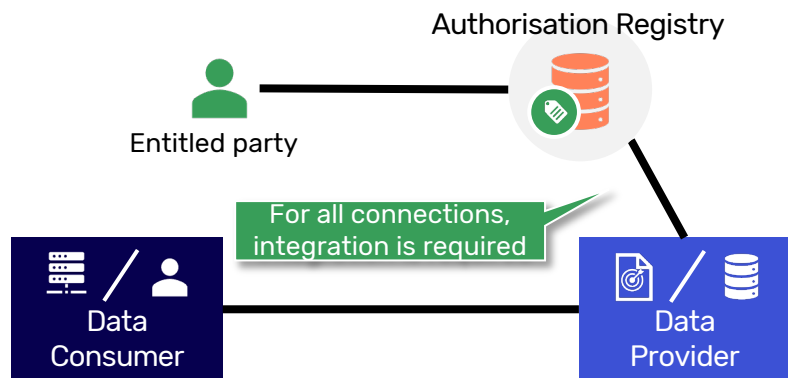 Authorisation Registry
Entitled party
For all connections,
integration is required
Data
Consumer
Data
Provider